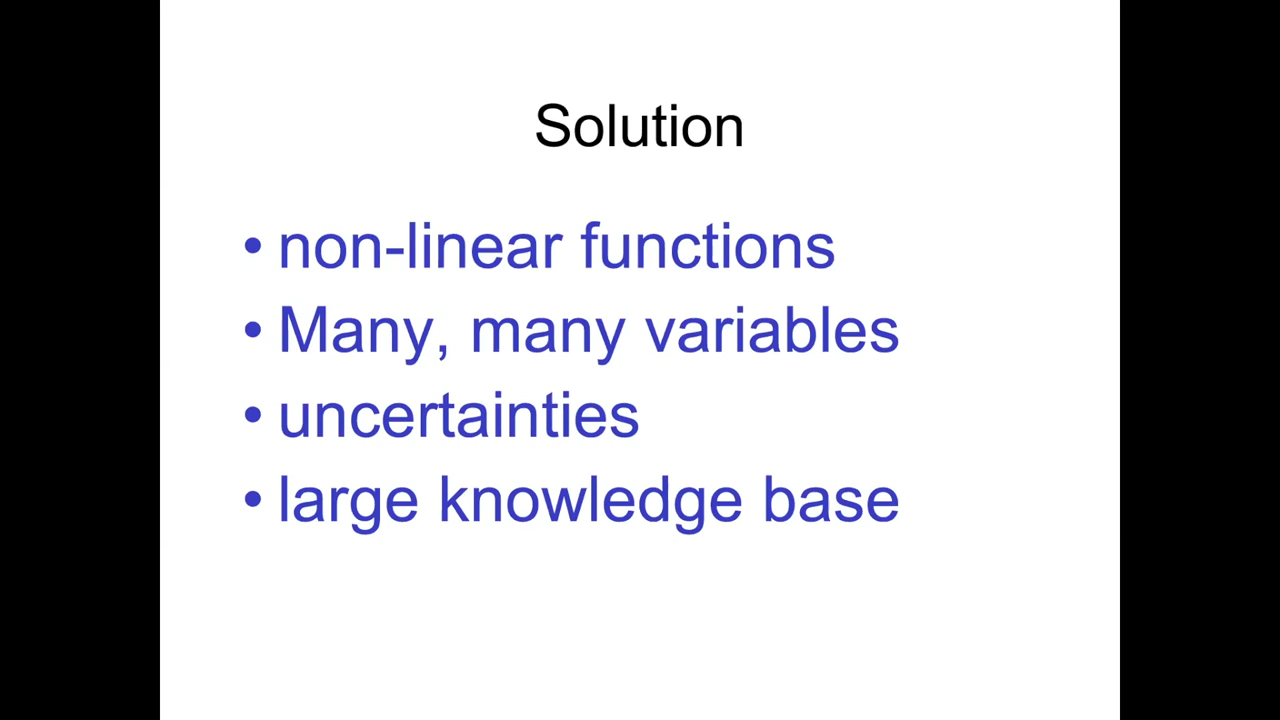 Solution
• non-linear functions
• Many, many variables
• uncertainties
• large knowledge base